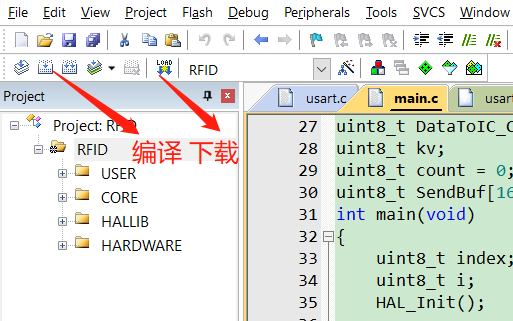 File Edit View Project Flash Debug Peripherals Tools SVCS Window
LOAD RFID
Project
usart.c main.c usart
Project: RFID
RFID
USER
CORE
HALLIB
HARDWARE
编译 下载
27 uint8_t DataToIC_C
28 uint8_t kv;
29 uint8_t count = 0;
30 uint8_t SendBuf[16
31 int main(void)
32 {
33 uint8_t index;
34 uint8_t i;
35 HAL_Init();